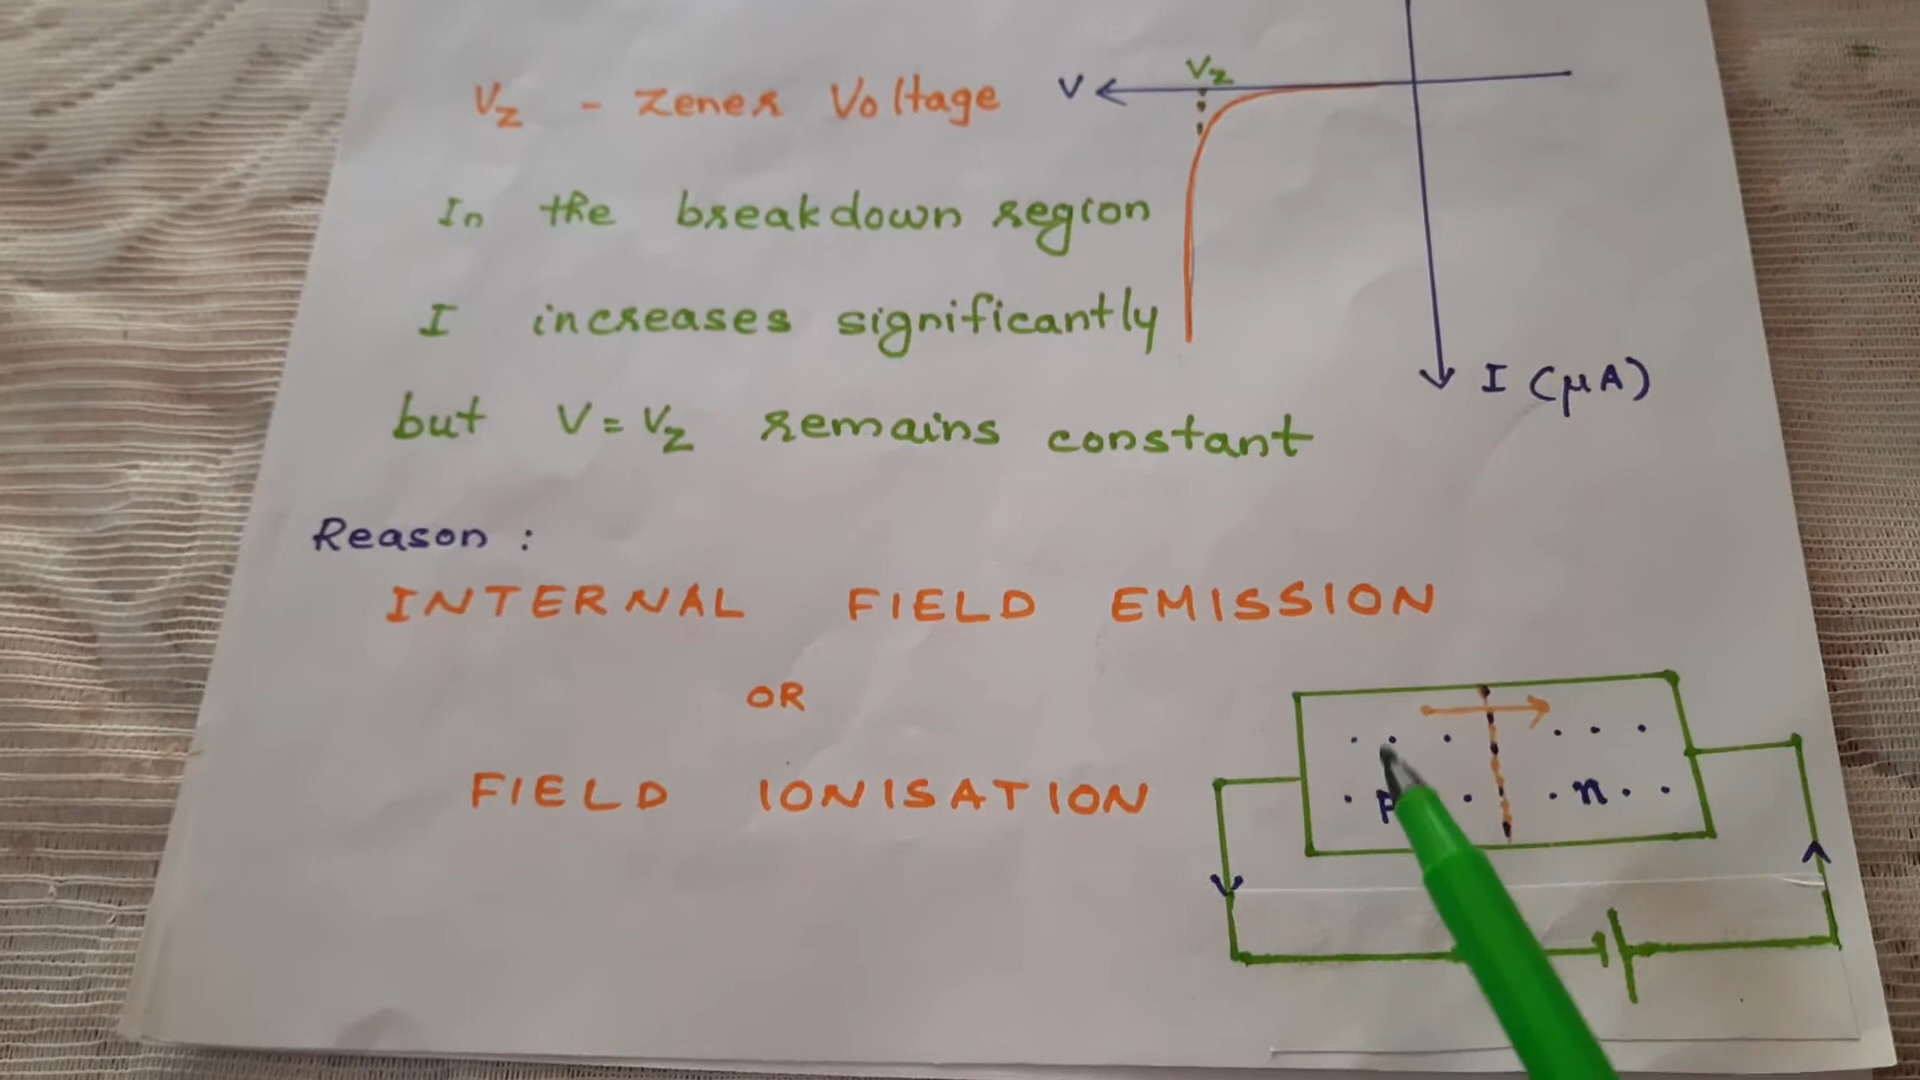 Vz - Zener Voltage
V
Vz
In the breakdown region
I increases significantly
I (μA)
but V = Vz remains constant
Reason :
INTERNAL FIELD EMISSION
OR
FIELD IONISATION
p
n